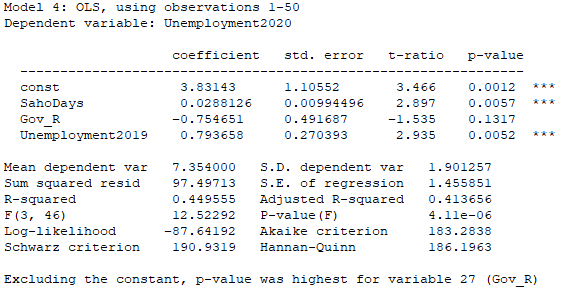 Model 4: OLS, using observations 1-50
Dependent variable: Unemployment2020
coefficient std. error t-ratio p-value
---------------------------------------------------------------
const 3.83143 1.10552 3.466 0.0012 ***
SahoDays 0.0288126 0.00994496 2.897 0.0057 ***
Gov_R −0.754651 0.491687 −1.535 0.1317
Unemployment2019 0.793658 0.270393 2.935 0.0052 ***
Mean dependent var 7.354000 S.D. dependent var 1.901257
Sum squared resid 97.49713 S.E. of regression 1.455851
R-squared 0.449555 Adjusted R-squared 0.413656
F(3, 46) 12.52292 P-value(F) 4.11e-06
Log-likelihood −87.64192 Akaike criterion 183.2838
Schwarz criterion 190.9319 Hannan-Quinn 186.1963
Excluding the constant, p-value was highest for variable 27 (Gov_R)